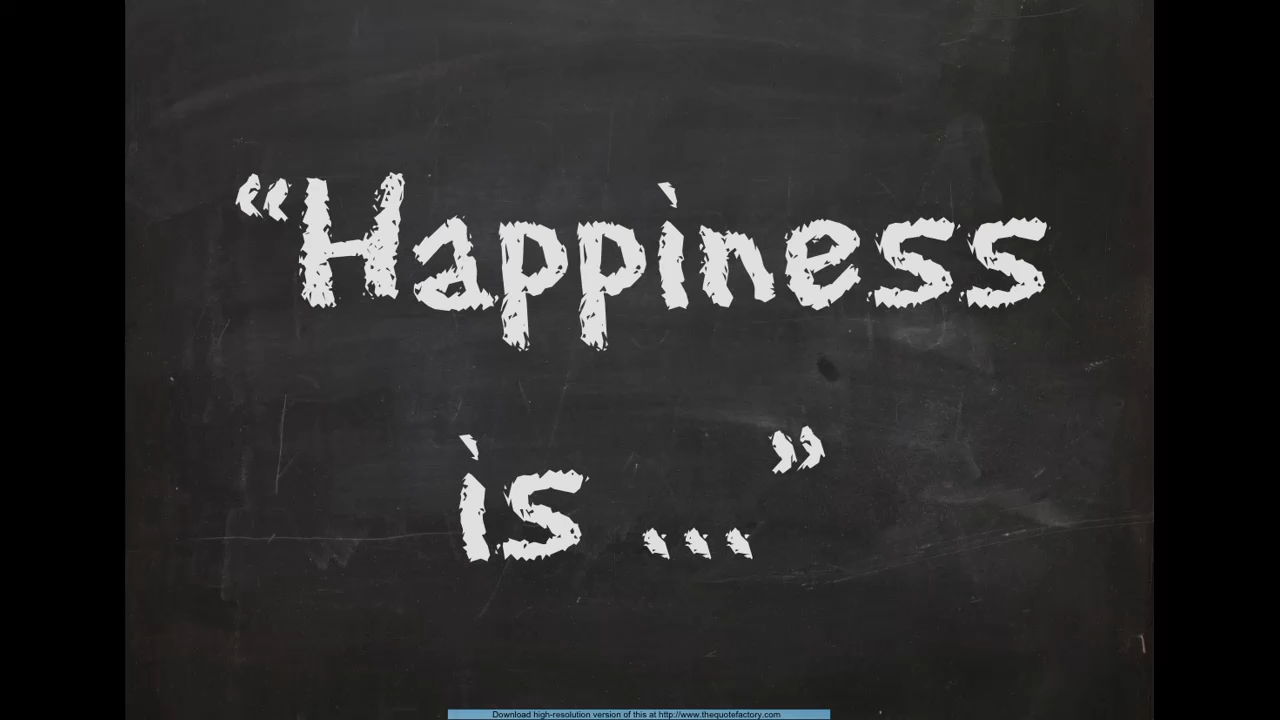 “Happiness
is ...”
Download high-resolution version of this at http://www.thequotefactory.com